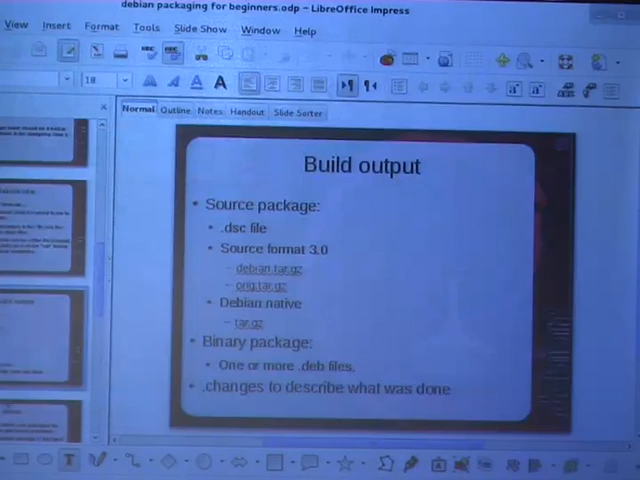 debian packaging for beginners.odp – LibreOffice Impress
View Insert Format Tools Slide Show Window Help
18
Normal Outline Notes Handout Slide Sorter
Build output
• Source package:
• .dsc file
• Source format 3.0
– debian.tar.gz
– orig.tar.gz
• Debian native
– tar.gz
• Binary package:
• One or more .deb files.
• .changes to describe what was done